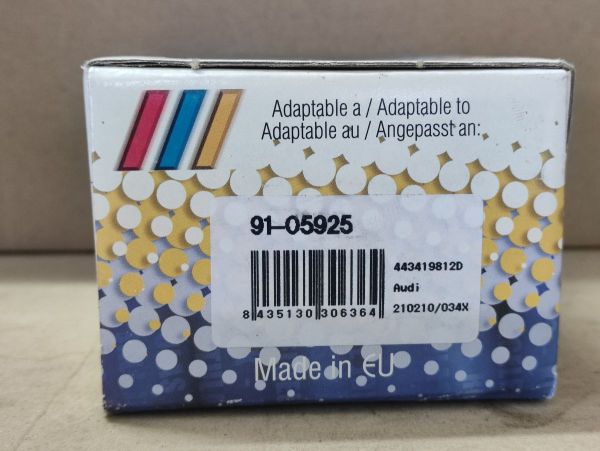 Adaptable a / Adaptable to
Adaptable au / Angepasst an:
91-05925
443419812D
Audi
210210/034X
8 435130 306364
Made in EU